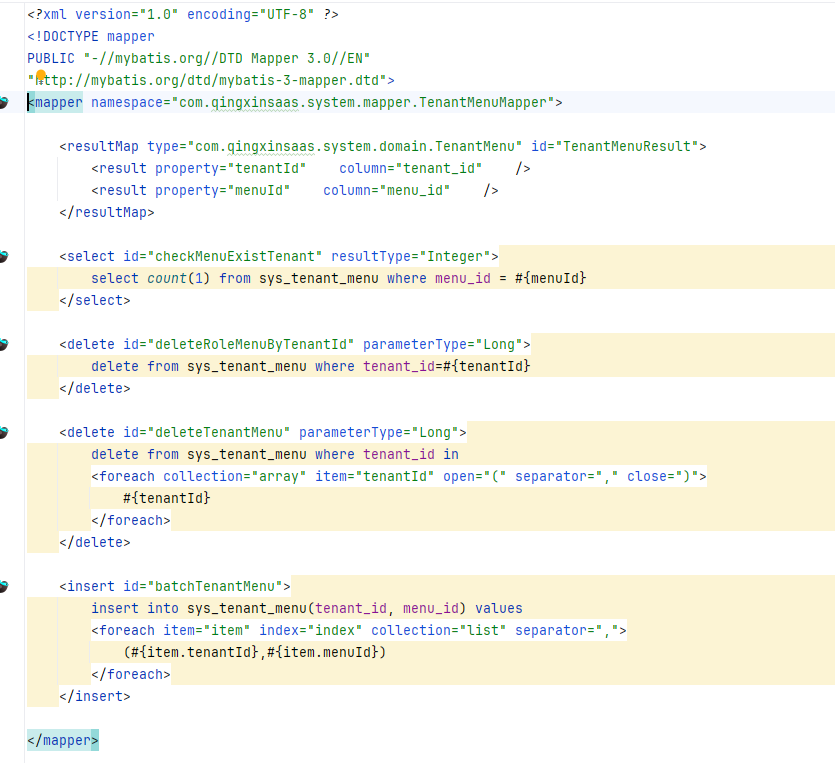 <?xml version="1.0" encoding="UTF-8" ?>
<!DOCTYPE mapper
PUBLIC "-//mybatis.org//DTD Mapper 3.0//EN"
"http://mybatis.org/dtd/mybatis-3-mapper.dtd">
<mapper namespace="com.qingxinsaas.system.mapper.TenantMenuMapper">
<resultMap type="com.qingxinsaas.system.domain.TenantMenu" id="TenantMenuResult">
<result property="tenantId" column="tenant_id" />
<result property="menuId" column="menu_id" />
</resultMap>
<select id="checkMenuExistTenant" resultType="Integer">
select count(1) from sys_tenant_menu where menu_id = #{menuId}
</select>
<delete id="deleteRoleMenuByTenantId" parameterType="Long">
delete from sys_tenant_menu where tenant_id=#{tenantId}
</delete>
<delete id="deleteTenantMenu" parameterType="Long">
delete from sys_tenant_menu where tenant_id in
<foreach collection="array" item="tenantId" open="(" separator="," close=")">
#{tenantId}
</foreach>
</delete>
<insert id="batchTenantMenu">
insert into sys_tenant_menu(tenant_id, menu_id) values
<foreach item="item" index="index" collection="list" separator=",">
(#{item.tenantId},#{item.menuId})
</foreach>
</insert>
</mapper>